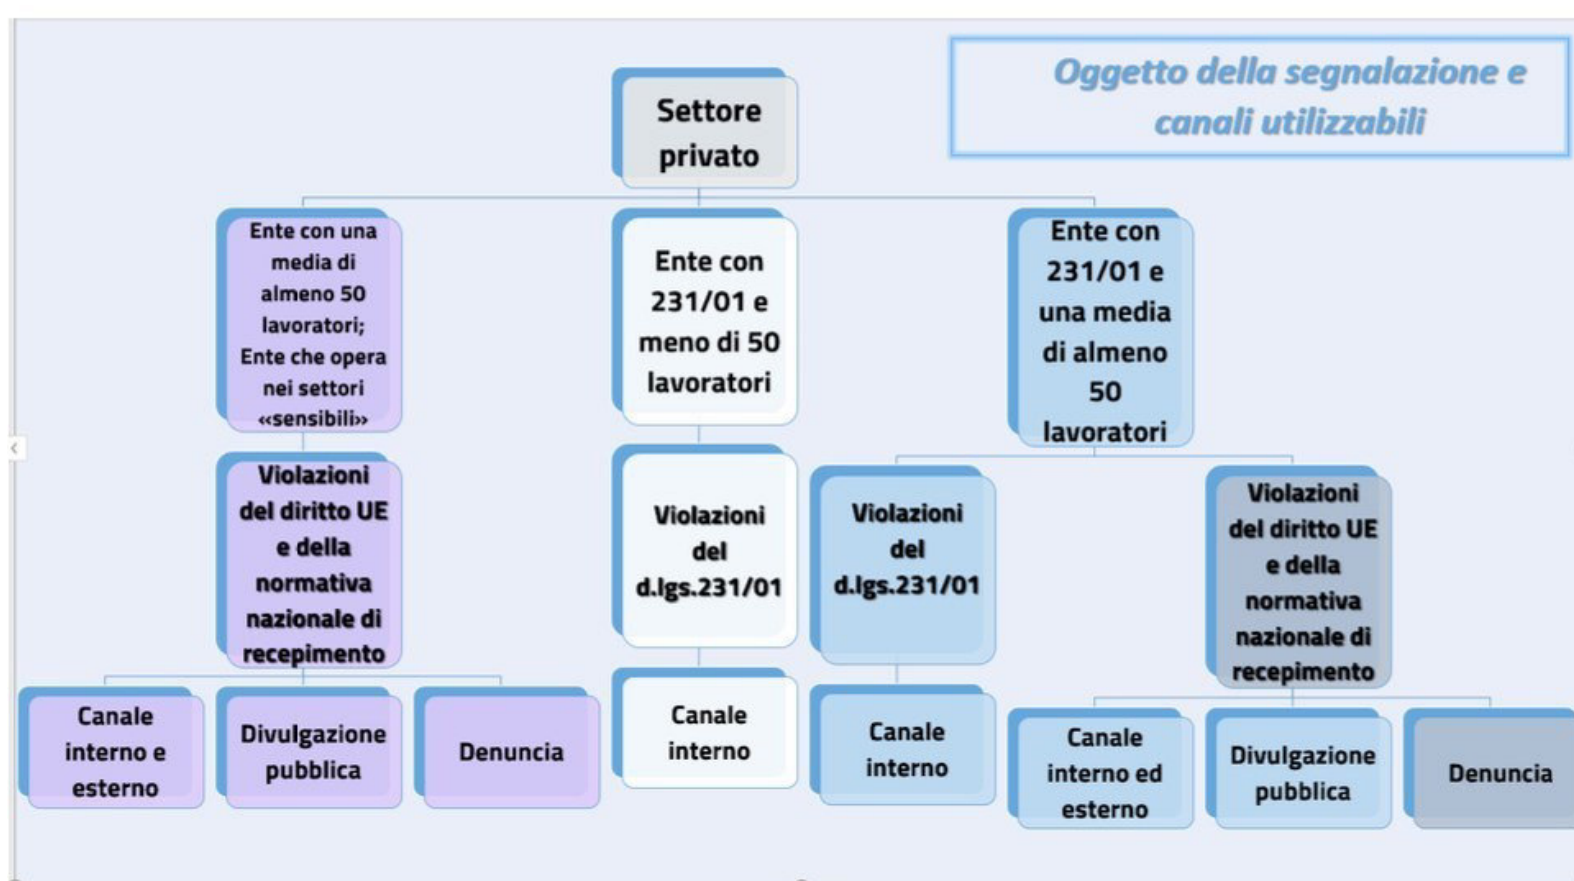 Oggetto della segnalazione e
canali utilizzabili
Settore
privato
Ente con una
media di
almeno 50
lavoratori;
Ente che opera
nei settori
«sensibili»
Ente con
231/01 e
meno di 50
lavoratori
Ente con
231/01 e
una media
di almeno
50
lavoratori
Violazioni
del diritto UE
e della
normativa
nazionale di
recepimento
Violazioni
del
d.lgs.231/01
Violazioni
del
d.lgs.231/01
Violazioni
del diritto UE
e della
normativa
nazionale di
recepimento
Canale
interno e
esterno
Divulgazione
pubblica
Denuncia
Canale
interno
Canale
interno
Canale
interno ed
esterno
Divulgazione
pubblica
Denuncia